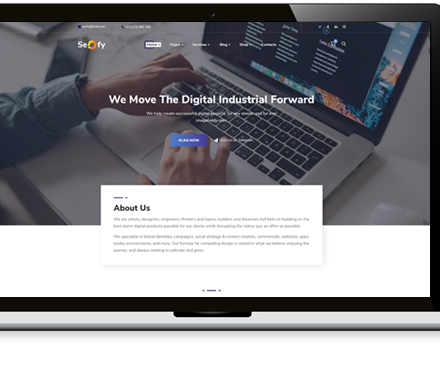 Seofy
Home
Pages
Services
Blog
Shop
Contacts
We Move The Digital Industrial Forward
We help create successful digital
SCAN NOW
About Us
We are artists, designers, engineers, thinkers and teams, builders and dreamers hell-bent on building on the
best damn digital products possible for our clients while disrupting the status quo as often as possible.
We specialize in brand identities, campaigns, social strategy & content creation, commercials, websites, apps,
books, environments, and more. Our formula for compelling design is rooted in what we believe, enjoying the
journey, and always seeking to cultivate and grow.